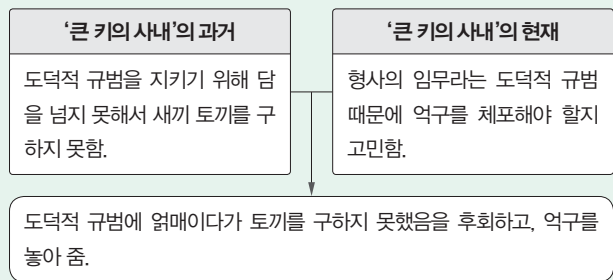 ‘큰 키의 사내’의 과거
도덕적 규범을 지키기 위해 담
을 넘지 못해서 새끼 토끼를 구
하지 못함.
‘큰 키의 사내’의 현재
형사의 임무라는 도덕적 규범
때문에 억구를 체포해야 할지
고민함.
도덕적 규범에 얽매이다가 토끼를 구하지 못했음을 후회하고, 억구를
놓아 줌.